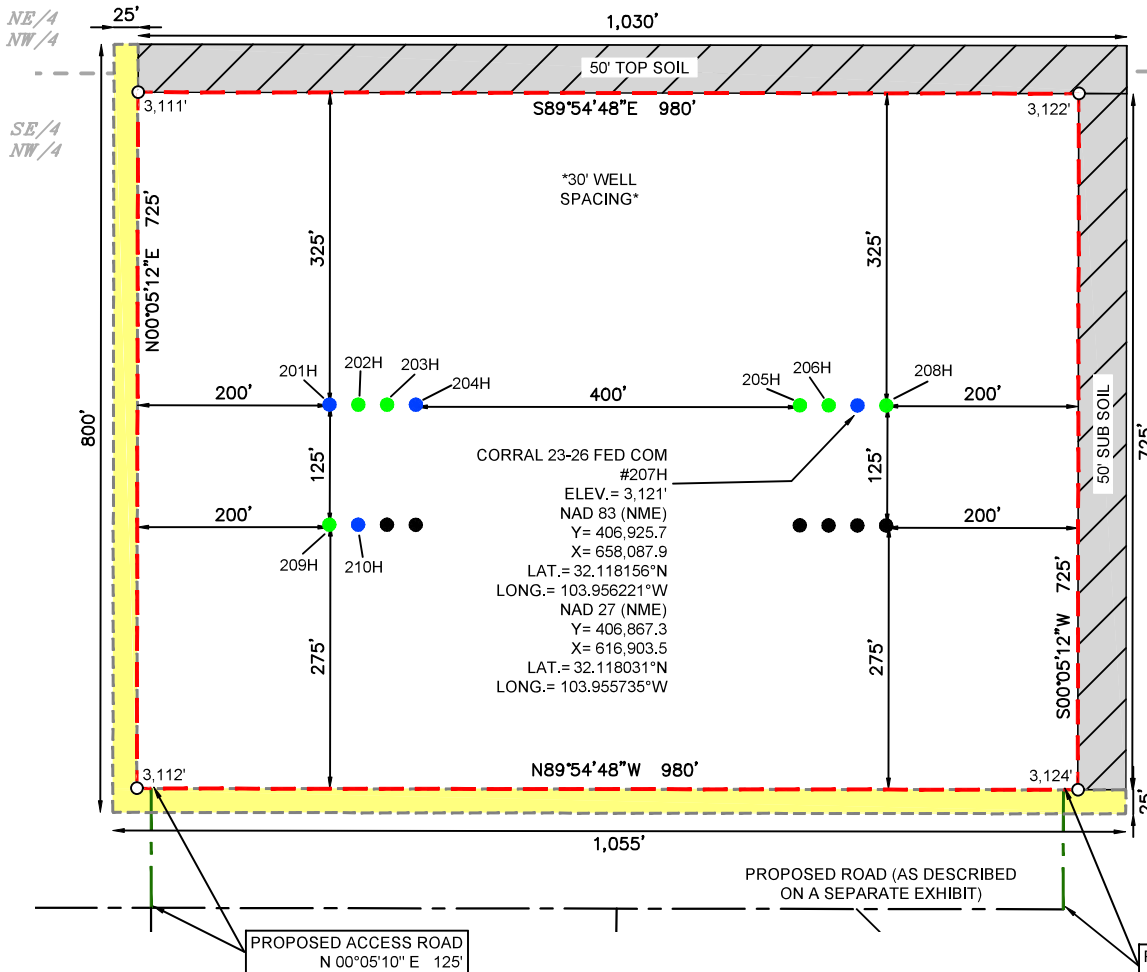 NE/4
NW/4
25'
1,030'
50' TOP SOIL
3,111'
S89°54'48"E 980'
3,122'
SE/4
NW/4
*30' WELL
SPACING*
N00°05'12"E 725'
325'
325'
201H
202H
203H
204H
205H
206H
208H
200'
400'
200'
800'
50' SUB SOIL
725'
125'
125'
CORRAL 23-26 FED COM
#207H
ELEV.= 3,121'
NAD 83 (NME)
Y= 406,925.7
X= 658,087.9
LAT.= 32.118156°N
LONG.= 103.956221°W
NAD 27 (NME)
Y= 406,867.3
X= 616,903.5
LAT.= 32.118031°N
LONG.= 103.955735°W
200'
200'
209H
210H
275'
275'
S00°05'12"W 725'
3,112'
N89°54'48"W 980'
3,124'
25'
1,055'
PROPOSED ROAD (AS DESCRIBED
ON A SEPARATE EXHIBIT)
PROPOSED ACCESS ROAD
N 00°05'10" E 125'